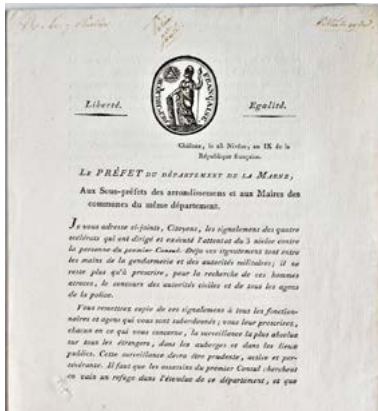 RÉPUBLIQUE FRANÇAISE
Liberté. Egalité.
Châlons, le 28 Nivôse, an IX de la
République française.
LE PRÉFET DU DÉPARTEMENT DE LA MARNE,
Aux Sous-préfets des arrondissemens et aux Maires des
communes du même département.
Je vous adresse ci-joints, Citoyens, les signalemens des quatre
scélérats qui ont dirigé et exécuté l'attentat du 3 nivôse contre
la personne du premier Consul. Déjà ces signalemens sont entre
les mains de la gendarmerie et des autorités militaires; il ne
reste plus qu'à prescrire, pour la recherche de ces hommes
atroces, le concours des autorités civiles et de tous les agens
de la police.
Vous remettrez copie de ces signalemens à tous les fonction-
naires et agens qui vous sont subordonnés; vous leur prescrirez,
chacun en ce qui vous concerne, la surveillance la plus absolue
sur tous les étrangers, dans les auberges et dans les lieux
publics. Cette surveillance devra être prudente, active et per-
sévérante. Il faut que les assassins du premier Consul cherchent
en vain un refuge dans l'étendue de ce département, et que